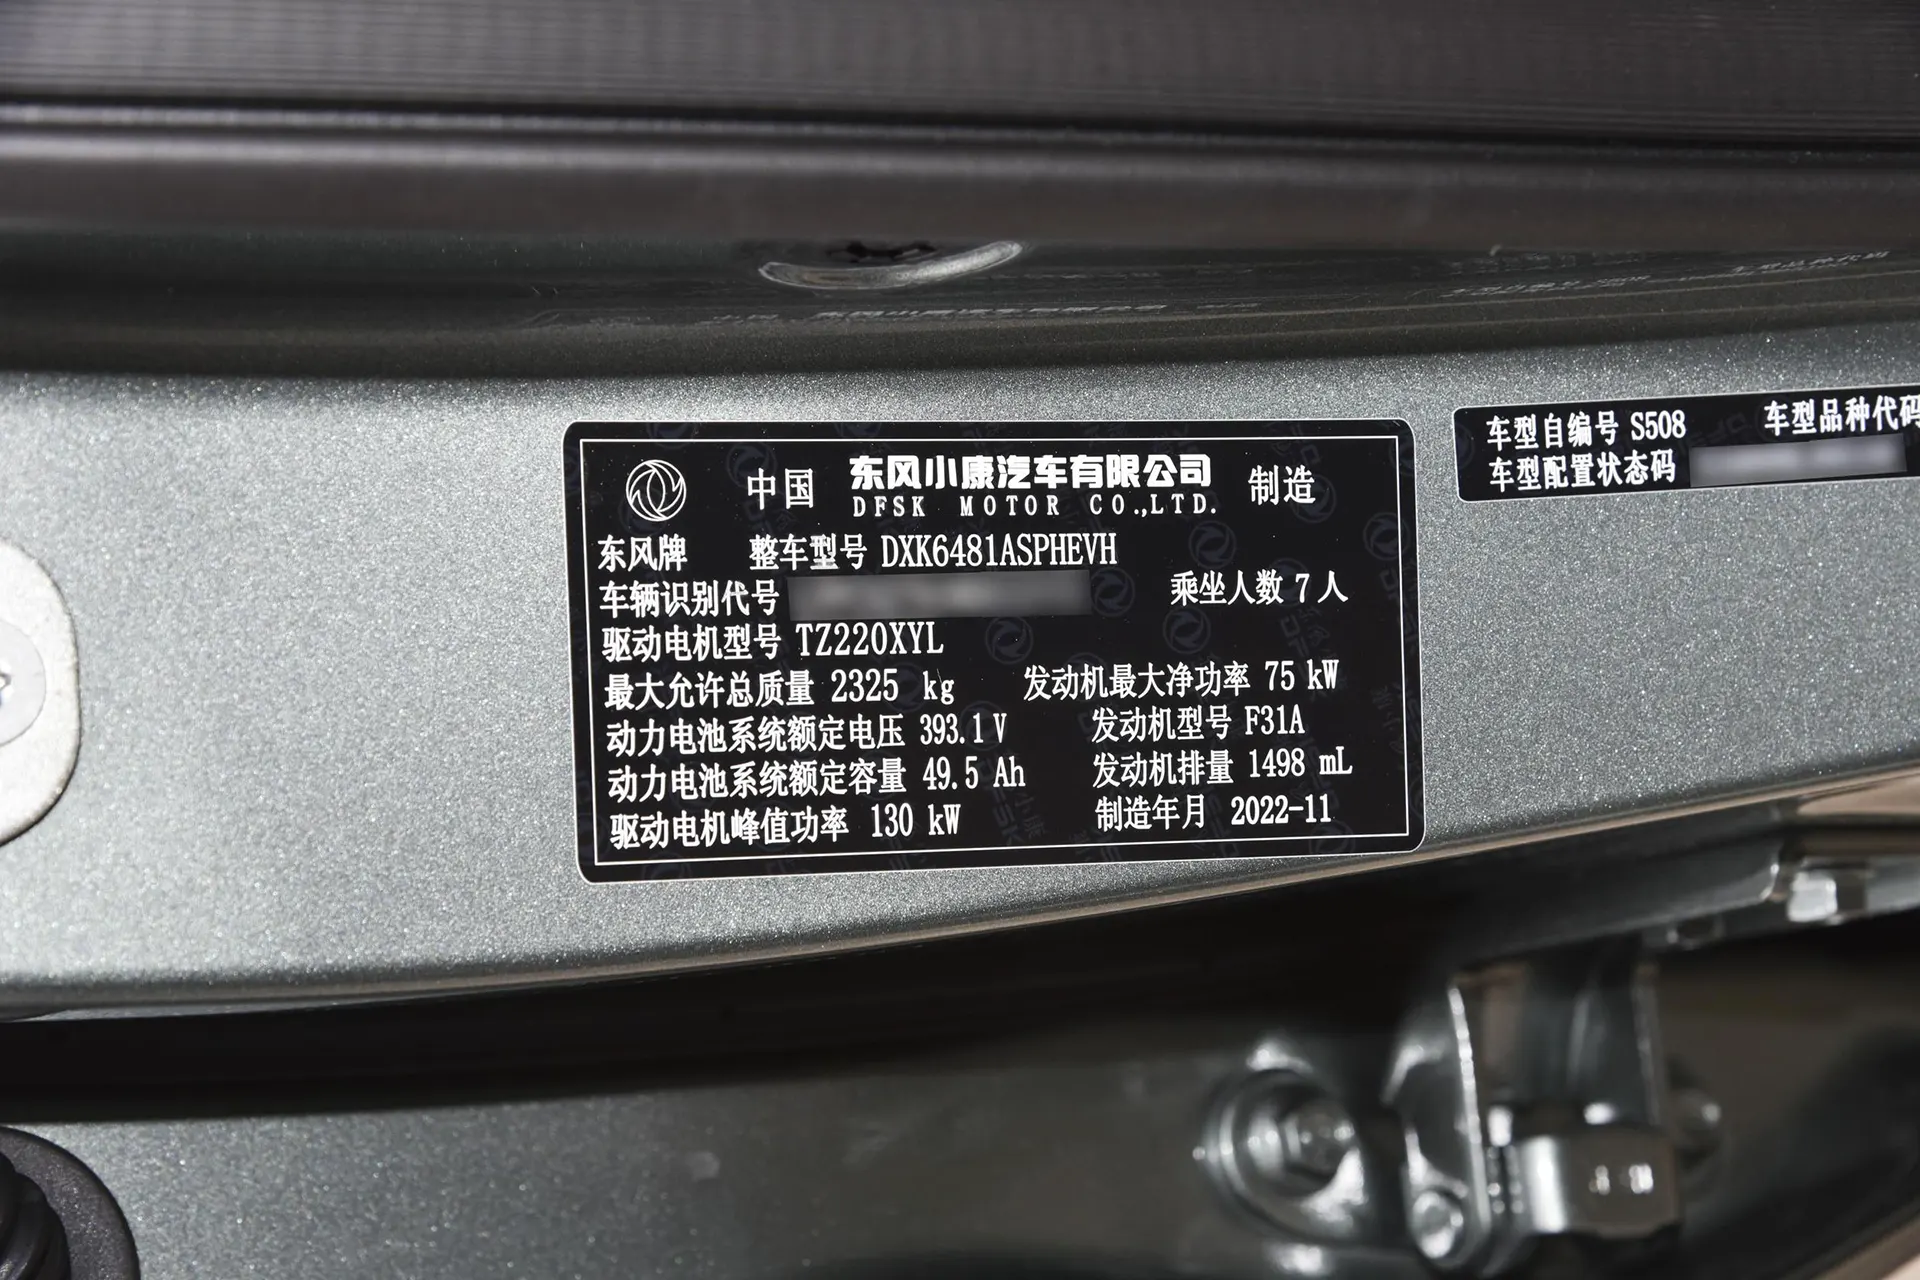 中国 东风小康汽车有限公司 制造
DFSK MOTOR CO.,LTD.
东风牌 整车型号 DXK6481ASPHEVH
车辆识别代号 乘坐人数 7 人
驱动电机型号 TZ220XYL
最大允许总质量 2325 kg 发动机最大净功率 75 kW
动力电池系统额定电压 393.1 V 发动机型号 F31A
动力电池系统额定容量 49.5 Ah 发动机排量 1498 mL
驱动电机峰值功率 130 kW 制造年月 2022-11
车型自编号 S508 车型品种代码
车型配置状态码